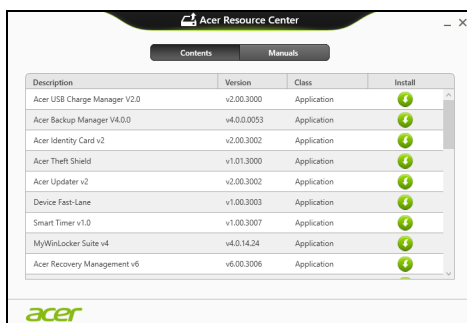 Acer Resource Center
Contents Manuals
Description Version Class Install
Acer USB Charge Manager V2.0 v2.00.3000 Application
Acer Backup Manager V4.0.0 v4.0.0.0053 Application
Acer Identity Card v2 v2.00.3002 Application
Acer Theft Shield v1.01.3000 Application
Acer Updater v2 v2.00.3002 Application
Device Fast-Lane v1.00.3003 Application
Smart Timer v1.0 v1.00.3007 Application
MyWinLocker Suite v4 v4.0.14.24 Application
Acer Recovery Management v6 v6.00.3006 Application
acer